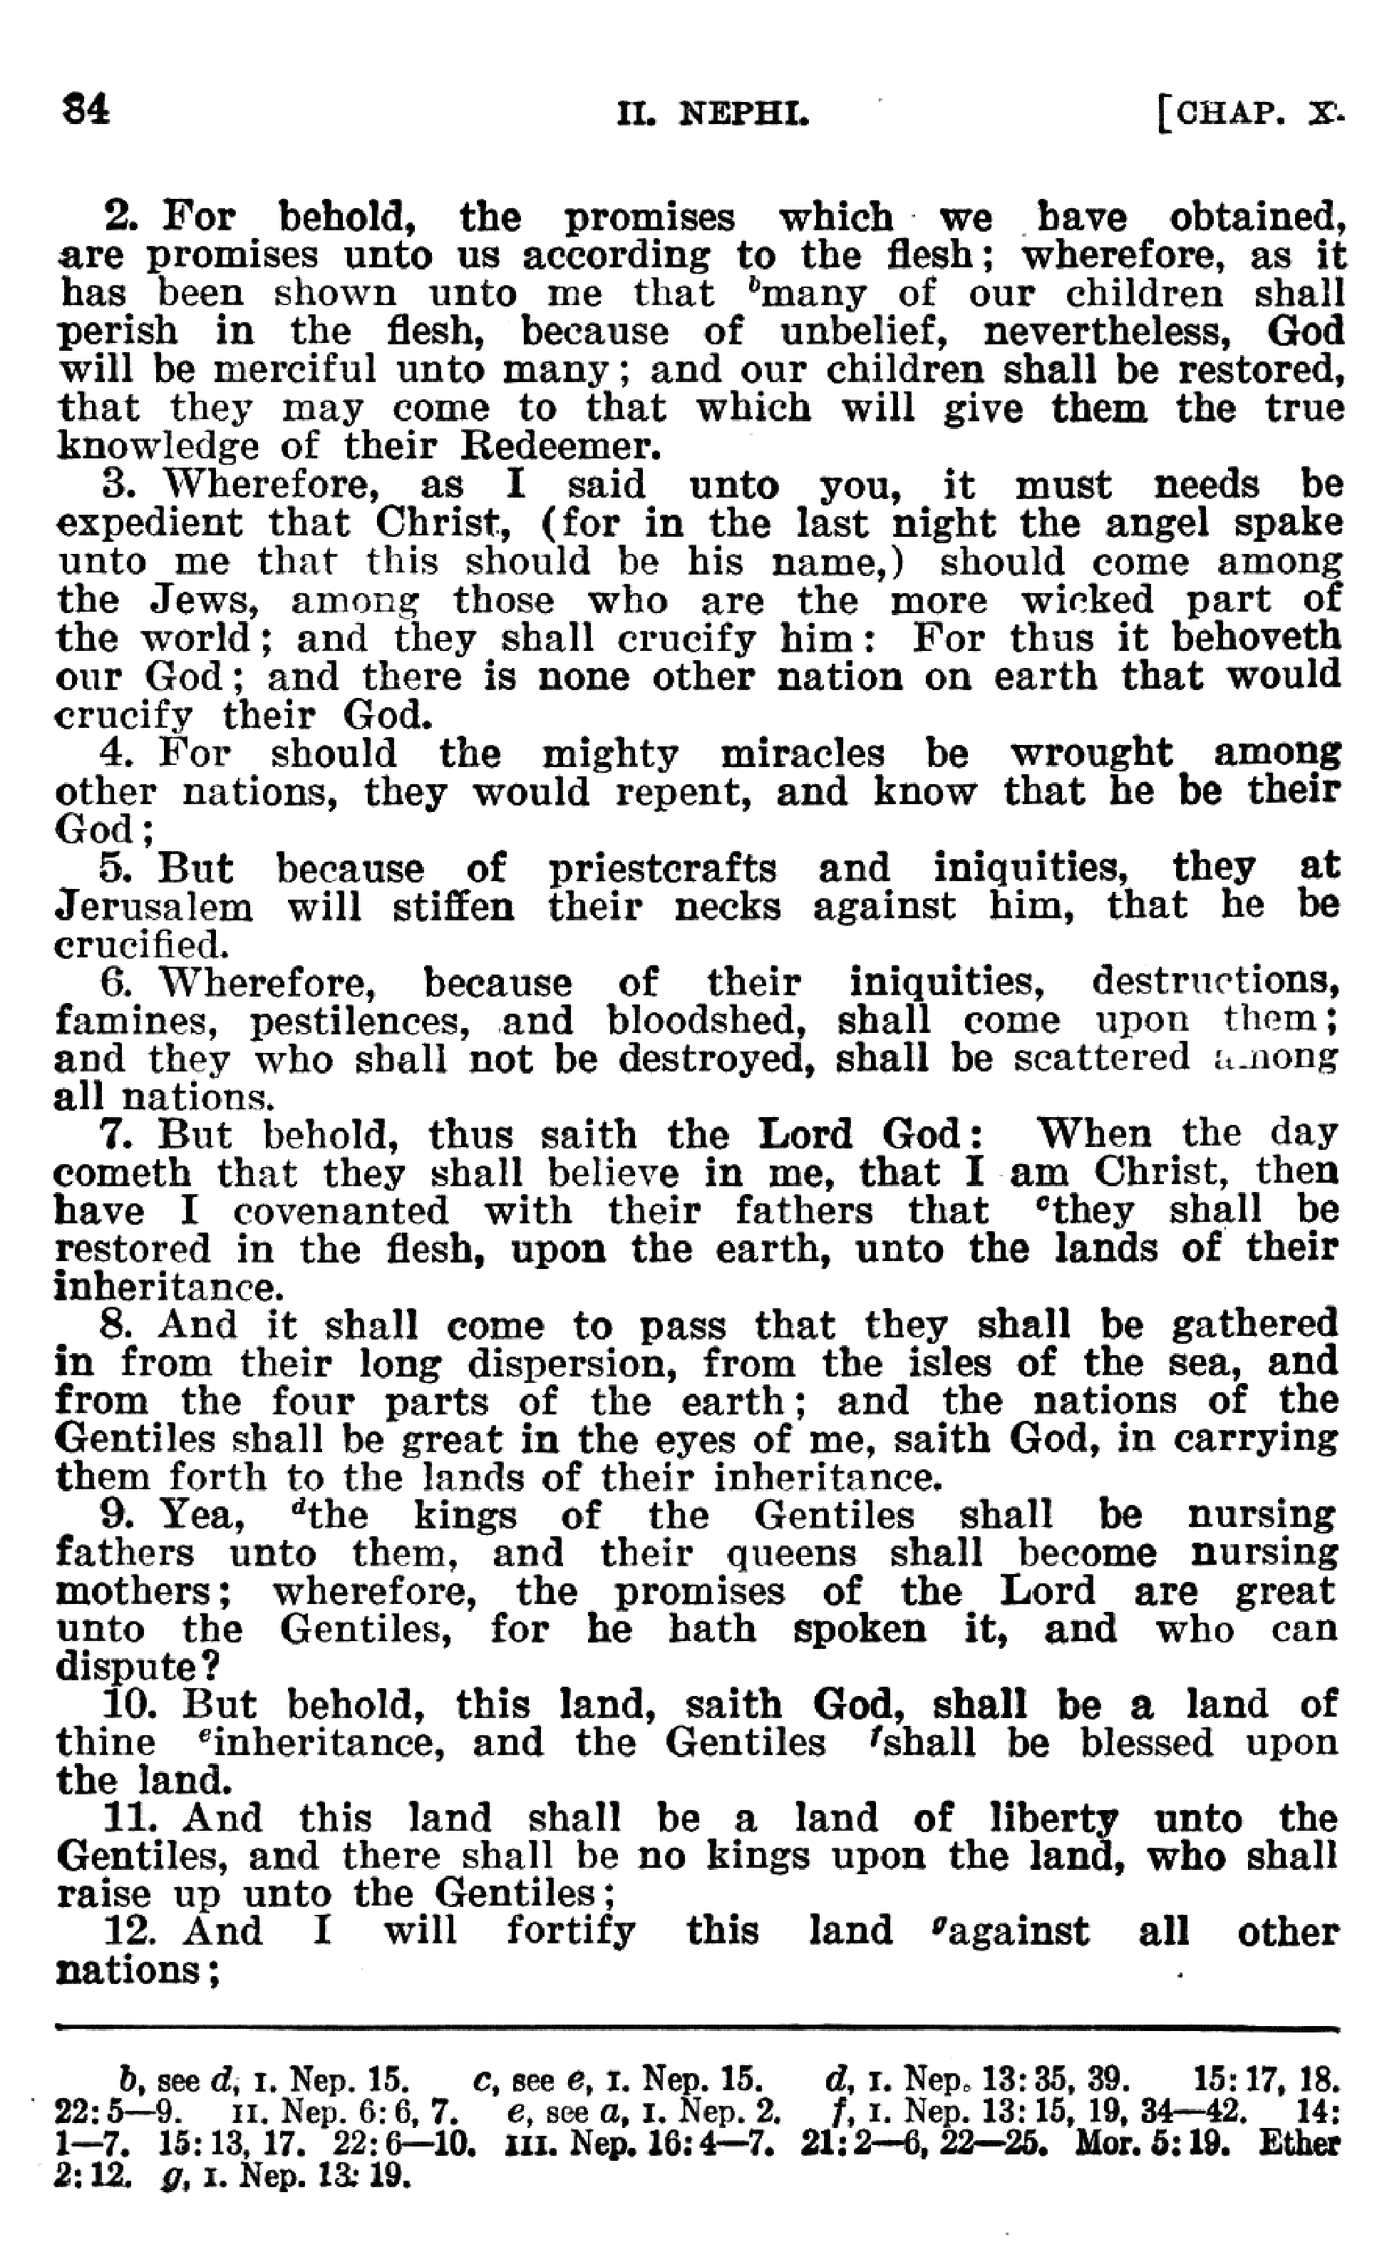 84 II. NEPHI. [CHAP. X.
2. For behold, the promises which we have obtained,
are promises unto us according to the flesh; wherefore, as it
has been shown unto me that bmany of our children shall
perish in the flesh, because of unbelief, nevertheless, God
will be merciful unto many; and our children shall be restored,
that they may come to that which will give them the true
knowledge of their Redeemer.
3. Wherefore, as I said unto you, it must needs be
expedient that Christ, (for in the last night the angel spake
unto me that this should be his name,) should come among
the Jews, among those who are the more wicked part of
the world; and they shall crucify him: For thus it behoveth
our God; and there is none other nation on earth that would
crucify their God.
4. For should the mighty miracles be wrought among
other nations, they would repent, and know that he be their
God;
5. But because of priestcrafts and iniquities, they at
Jerusalem will stiffen their necks against him, that he be
crucified.
6. Wherefore, because of their iniquities, destructions,
famines, pestilences, and bloodshed, shall come upon them;
and they who shall not be destroyed, shall be scattered among
all nations.
7. But behold, thus saith the Lord God: When the day
cometh that they shall believe in me, that I am Christ, then
have I covenanted with their fathers that cthey shall be
restored in the flesh, upon the earth, unto the lands of their
inheritance.
8. And it shall come to pass that they shall be gathered
in from their long dispersion, from the isles of the sea, and
from the four parts of the earth; and the nations of the
Gentiles shall be great in the eyes of me, saith God, in carrying
them forth to the lands of their inheritance.
9. Yea, dthe kings of the Gentiles shall be nursing
fathers unto them, and their queens shall become nursing
mothers; wherefore, the promises of the Lord are great
unto the Gentiles, for he hath spoken it, and who can
dispute?
10. But behold, this land, saith God, shall be a land of
thine einheritance, and the Gentiles fshall be blessed upon
the land.
11. And this land shall be a land of liberty unto the
Gentiles, and there shall be no kings upon the land, who shall
raise up unto the Gentiles;
12. And I will fortify this land gagainst all other
nations;
b, see d, I. Nep. 15. c, see e, I. Nep. 15. d, I. Nep. 13:35, 39. 15:17, 18.
22:5—9. II. Nep. 6:6, 7. e, see a, I. Nep. 2. f, I. Nep. 13:15, 19, 34—42. 14:
1—7. 15:13, 17. 22:6—10. III. Nep. 16:4—7. 21:2—6, 22—25. Mor. 5:19. Ether
2:12. g, I. Nep. 13:19.